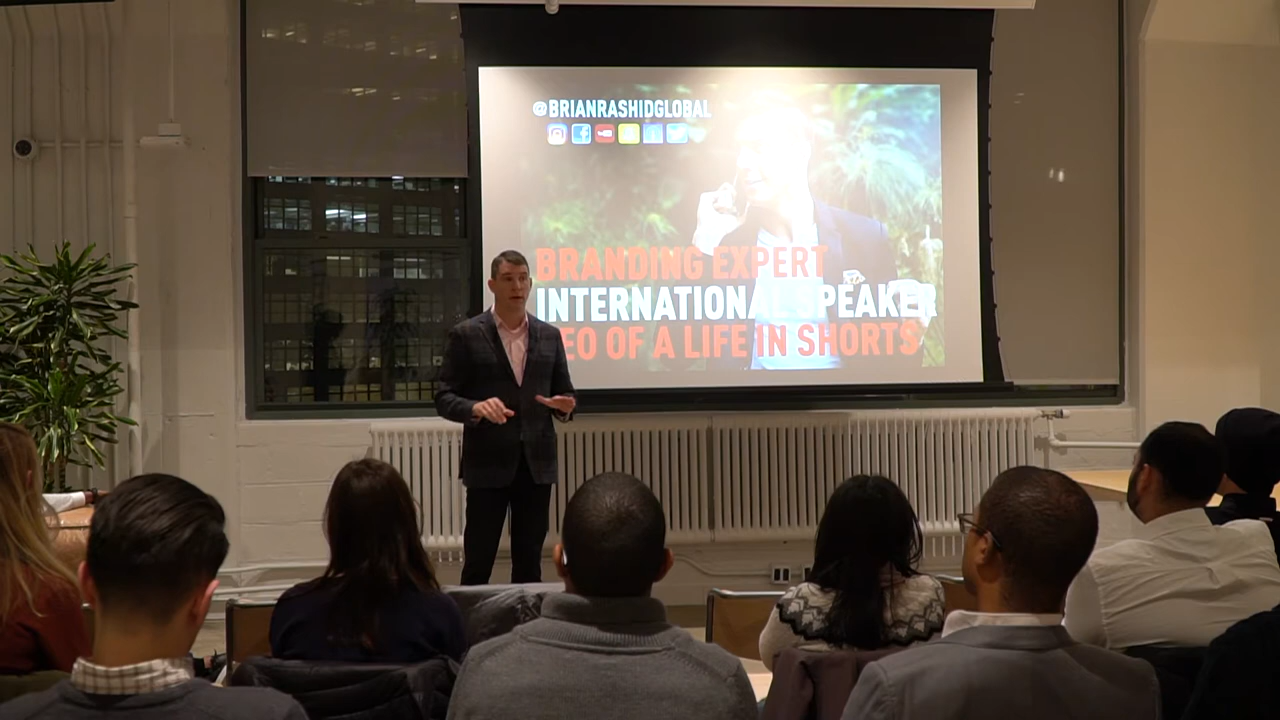 @BRIANRASHIDGLOBAL
BRANDING EXPERT
INTERNATIONAL SPEAKER
OF A LIFE IN SHORTS